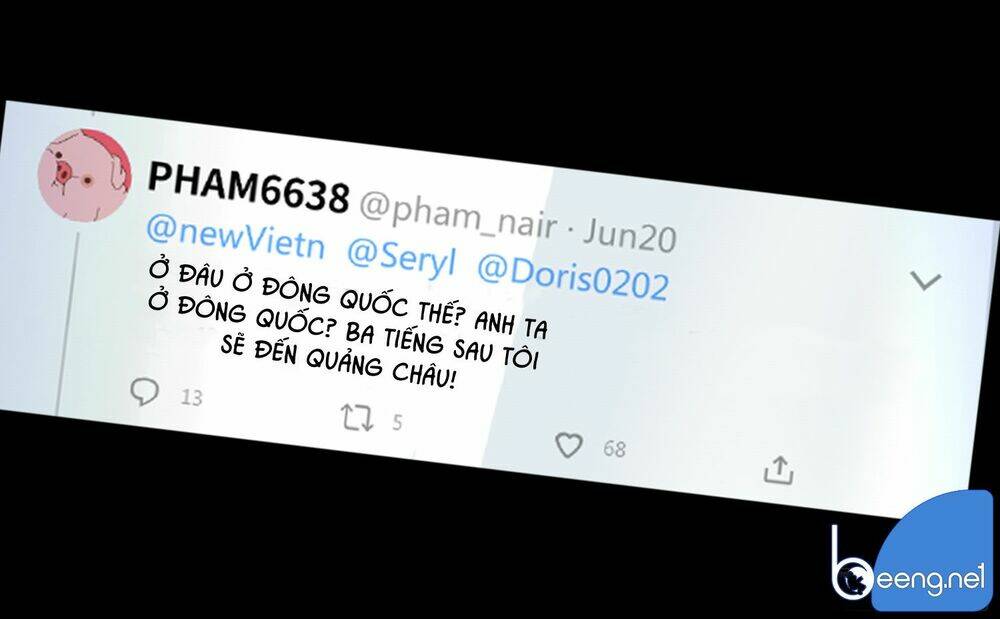 PHAM6638 @pham_nair · Jun20
@newVietn @Seryl @Doris0202
Ở ĐÂU Ở ĐÔNG QUỐC THẾ? ANH TA
Ở ĐÔNG QUỐC? BA TIẾNG SAU TÔI
SẼ ĐẾN QUẢNG CHÂU!
13 5 68
beeng.net